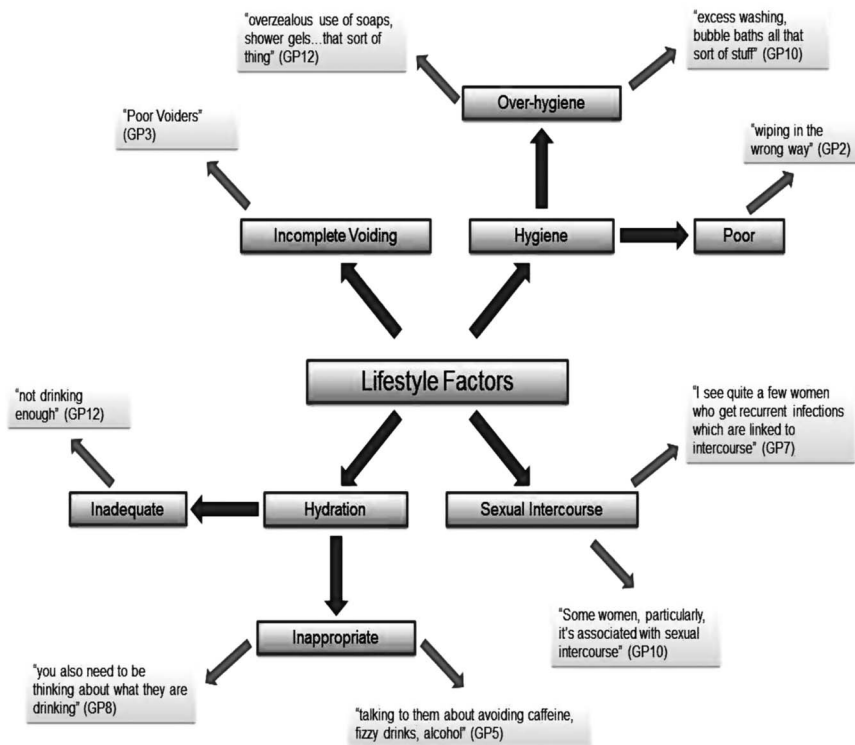 "overzealous use of soaps,
shower gels...that sort of
thing" (GP12)
"excess washing,
bubble baths all that
sort of stuff" (GP10)
Over-hygiene
"Poor Voiders"
(GP3)
"wiping in the
wrong way" (GP2)
Incomplete Voiding
Hygiene
Poor
Lifestyle Factors
"not drinking
enough" (GP12)
"I see quite a few women
who get recurrent infections
which are linked to
intercourse" (GP7)
Inadequate
Hydration
Sexual Intercourse
Inappropriate
"Some women, particularly,
it's associated with sexual
intercourse" (GP10)
"you also need to be
thinking about what they are
drinking" (GP8)
"talking to them about avoiding caffeine,
fizzy drinks, alcohol" (GP5)